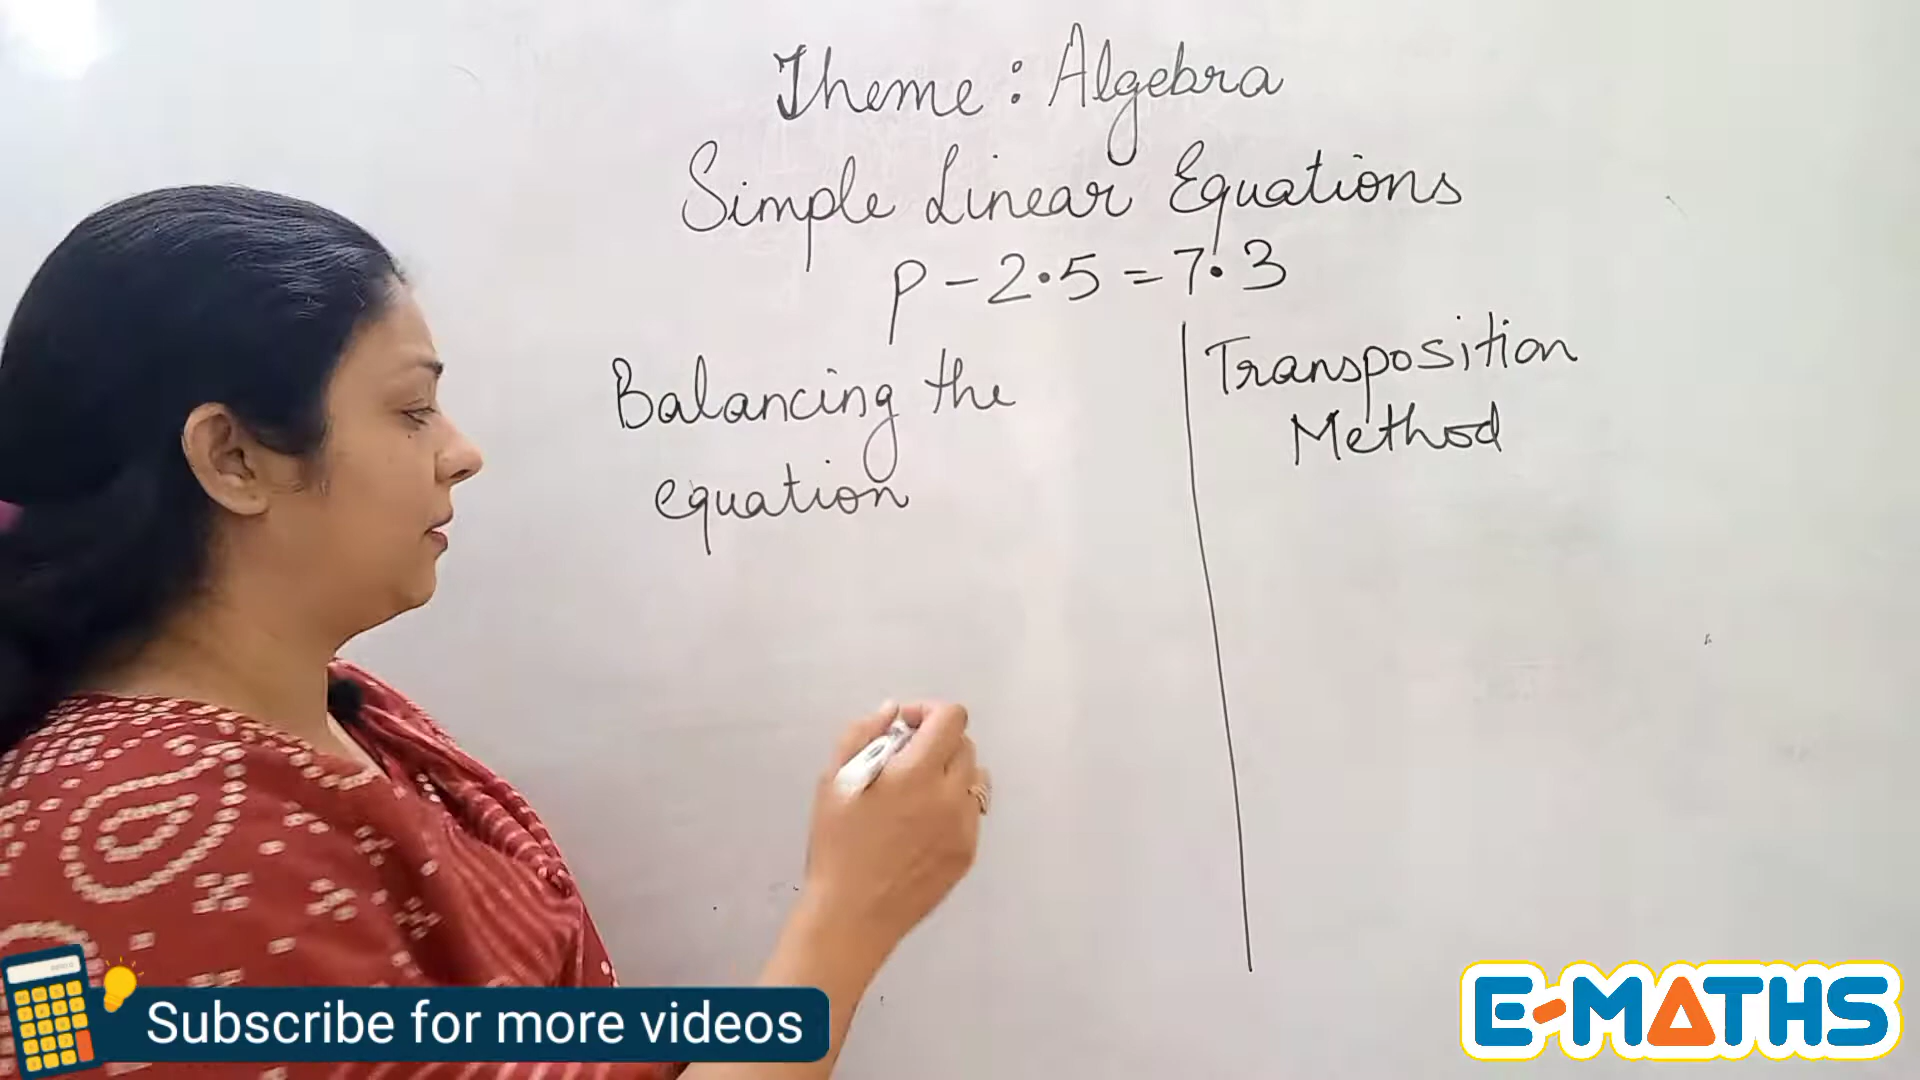 Theme : Algebra
Simple Linear Equations
p - 2.5 = 7.3
Balancing the
equation
Transposition
Method
Subscribe for more videos
E-MATHS